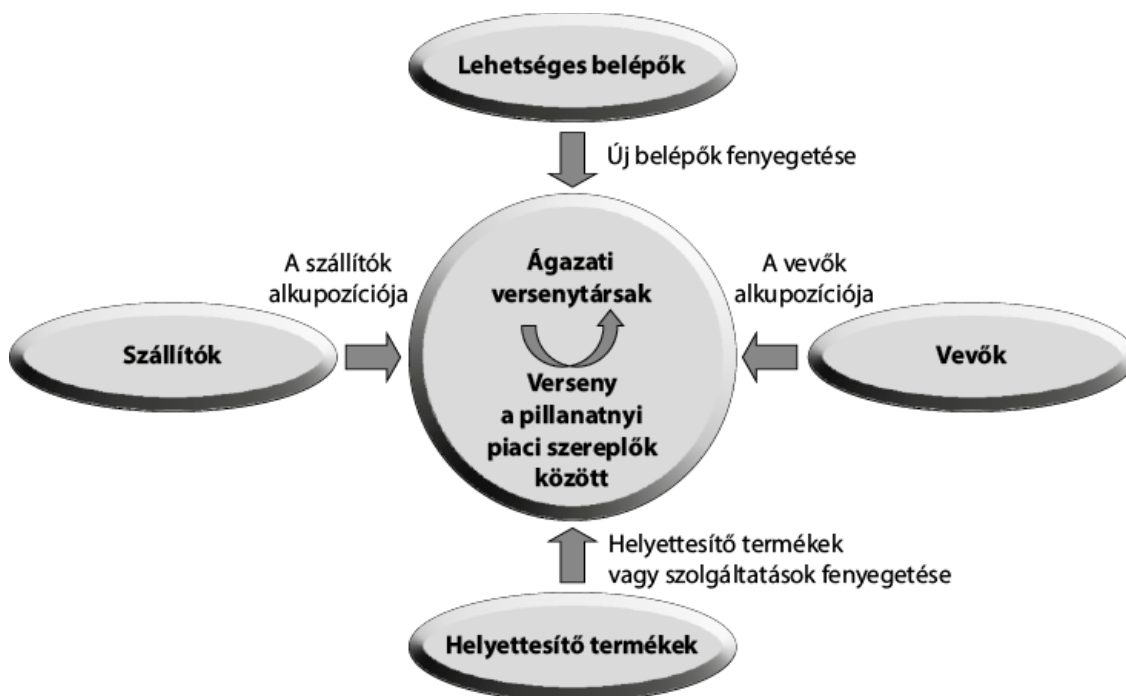 Lehetséges belépők
Új belépők fenyegetése
A szállítók
alkupozíciója
Ágazati
versenytársak
A vevők
alkupozíciója
Szállítók
Vevők
Verseny
a pillanatnyi
piaci szereplők
között
Helyettesítő termékek
vagy szolgáltatások fenyegetése
Helyettesítő termékek